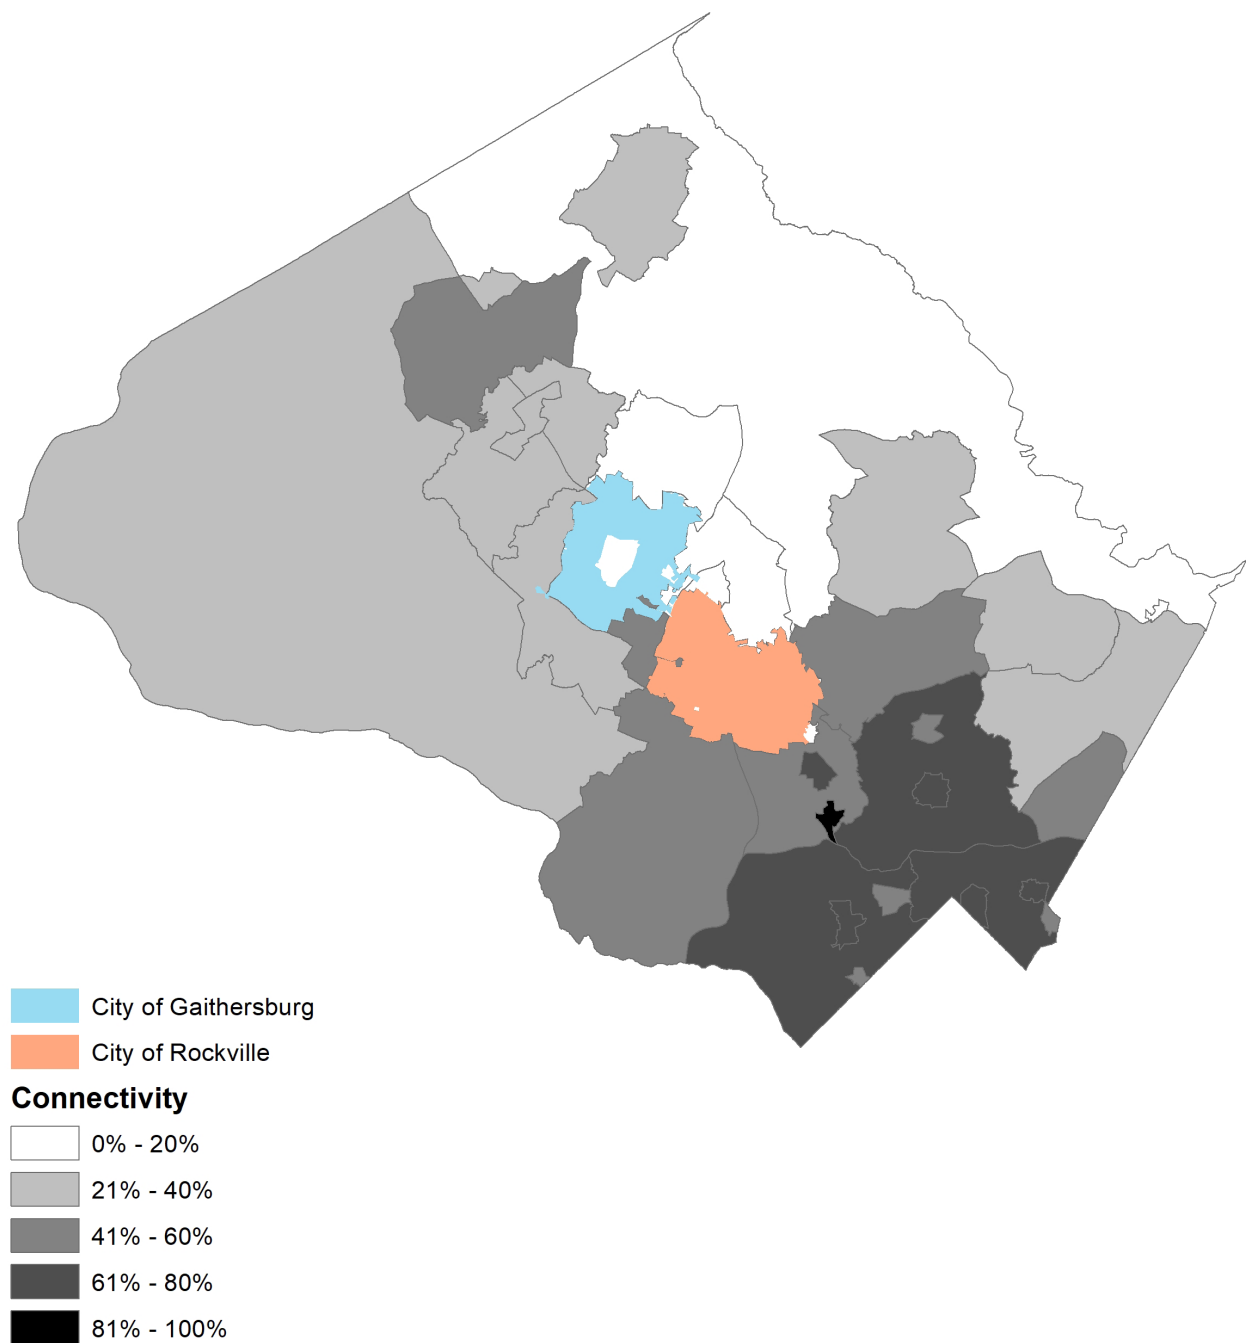 City of Gaithersburg
City of Rockville
Connectivity
0% - 20%
21% - 40%
41% - 60%
61% - 80%
81% - 100%